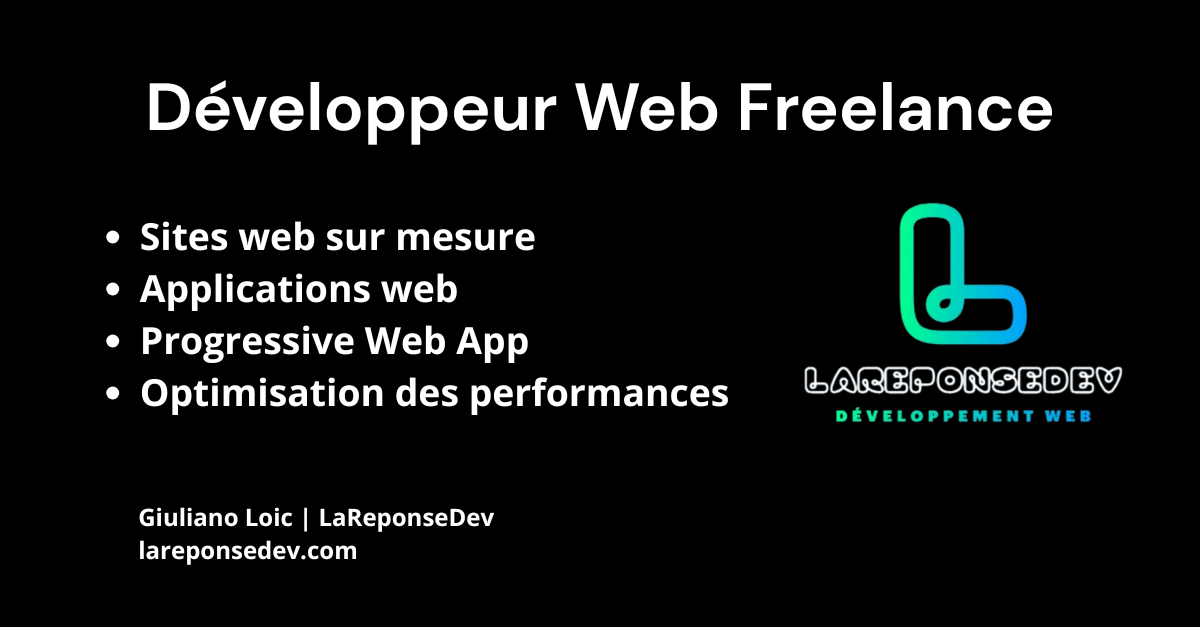 Développeur Web Freelance
• Sites web sur mesure
• Applications web
• Progressive Web App
• Optimisation des performances
LAREPONSEDEV
DÉVELOPPEMENT WEB
Giuliano Loic | LaReponseDev
lareponsedev.com